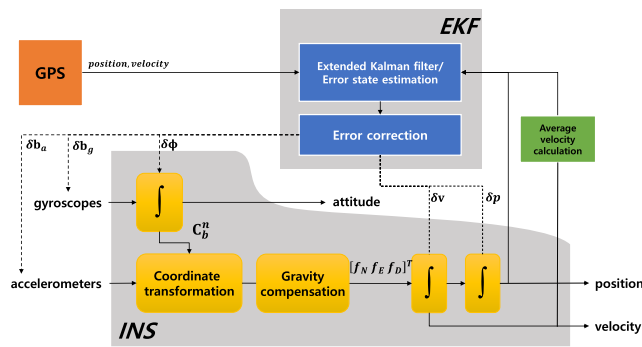 EKF
GPS
position, velocity
Extended Kalman filter/
Error state estimation
Error correction
Average
velocity
calculation
δb_a
δb_g
δϕ
δv
δp
gyroscopes
∫
attitude
C_b^n
accelerometers
Coordinate
transformation
Gravity
compensation
[f_N f_E f_D]^T
∫
∫
position
INS
velocity